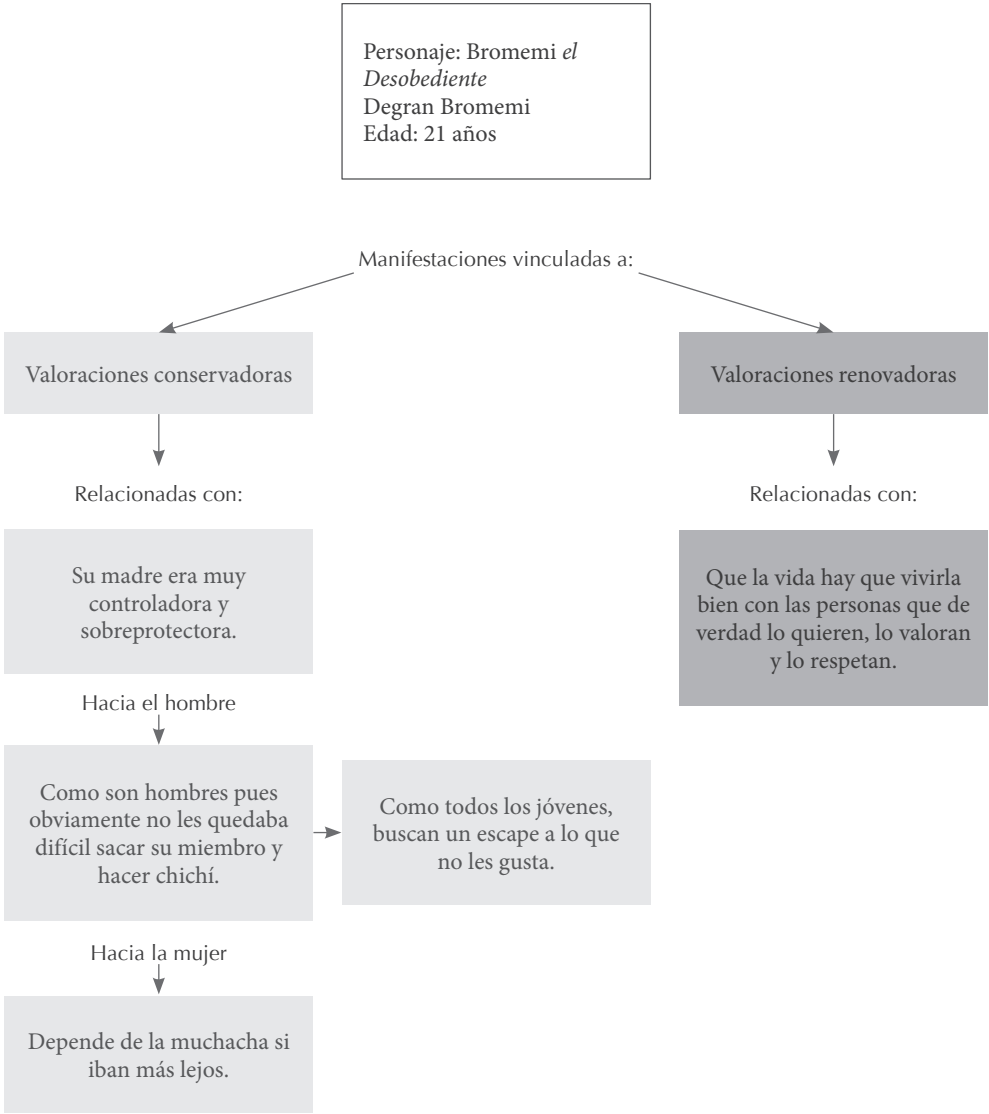 Personaje: Bromemi el
Desobediente
Degran Bromemi
Edad: 21 años
Manifestaciones vinculadas a:
Valoraciones conservadoras
Relacionadas con:
Su madre era muy
controladora y
sobreprotectora.
Hacia el hombre
Como son hombres pues
obviamente no les quedaba
difícil sacar su miembro y
hacer chichí.
Como todos los jóvenes,
buscan un escape a lo que
no les gusta.
Hacia la mujer
Depende de la muchacha si
iban más lejos.
Valoraciones renovadoras
Relacionadas con:
Que la vida hay que vivirla
bien con las personas que de
verdad lo quieren, lo valoran
y lo respetan.